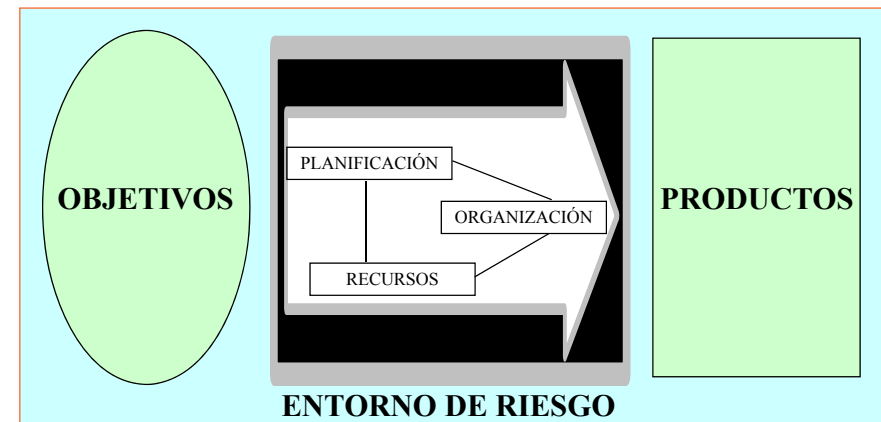 OBJETIVOS
PLANIFICACIÓN
ORGANIZACIÓN
RECURSOS
PRODUCTOS
ENTORNO DE RIESGO